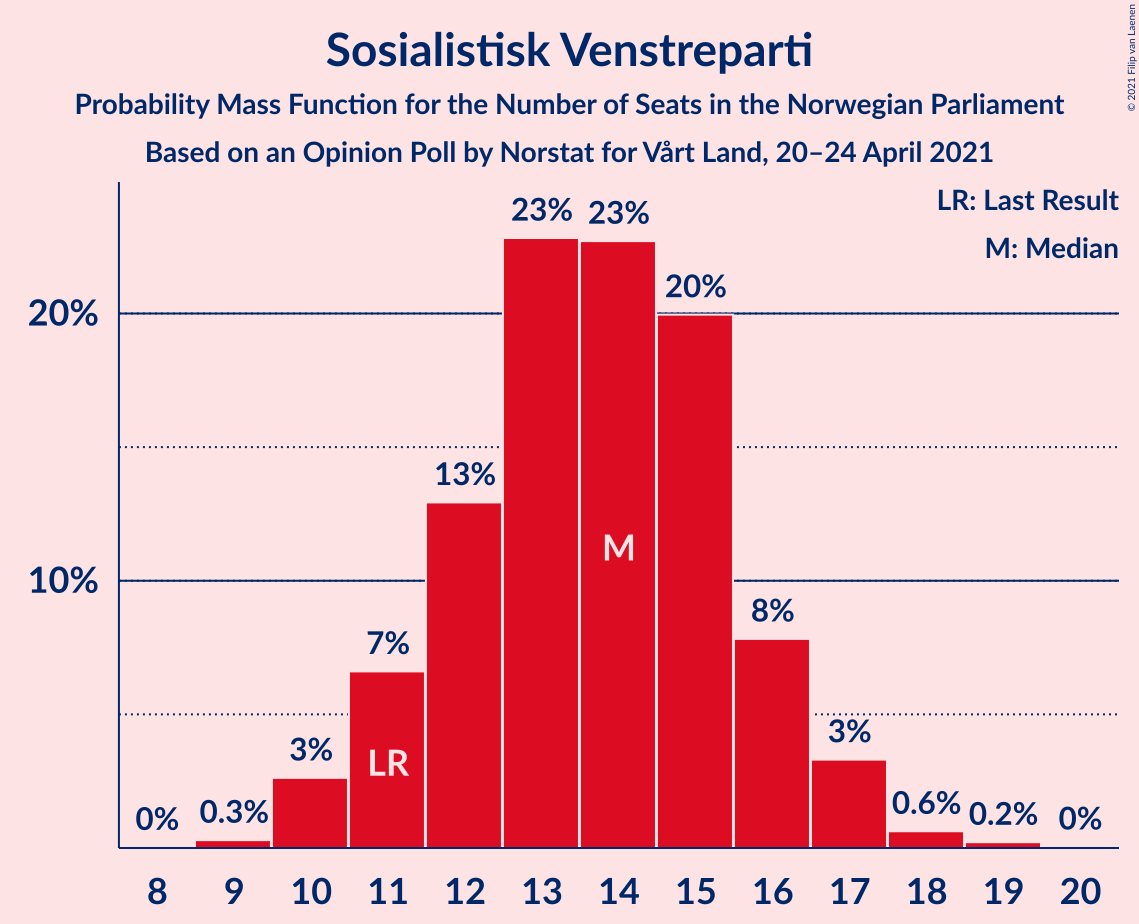 Sosialistisk Venstreparti
Probability Mass Function for the Number of Seats in the Norwegian Parliament
Based on an Opinion Poll by Norstat for Vårt Land, 20–24 April 2021
© 2021 Filip van Laenen
LR: Last Result
M: Median
23% 23%
20%
20%
13%
M
10%
8%
7%
3%
LR
3%
0% 0.3% 0.6% 0.2% 0%
8 9 10 11 12 13 14 15 16 17 18 19 20